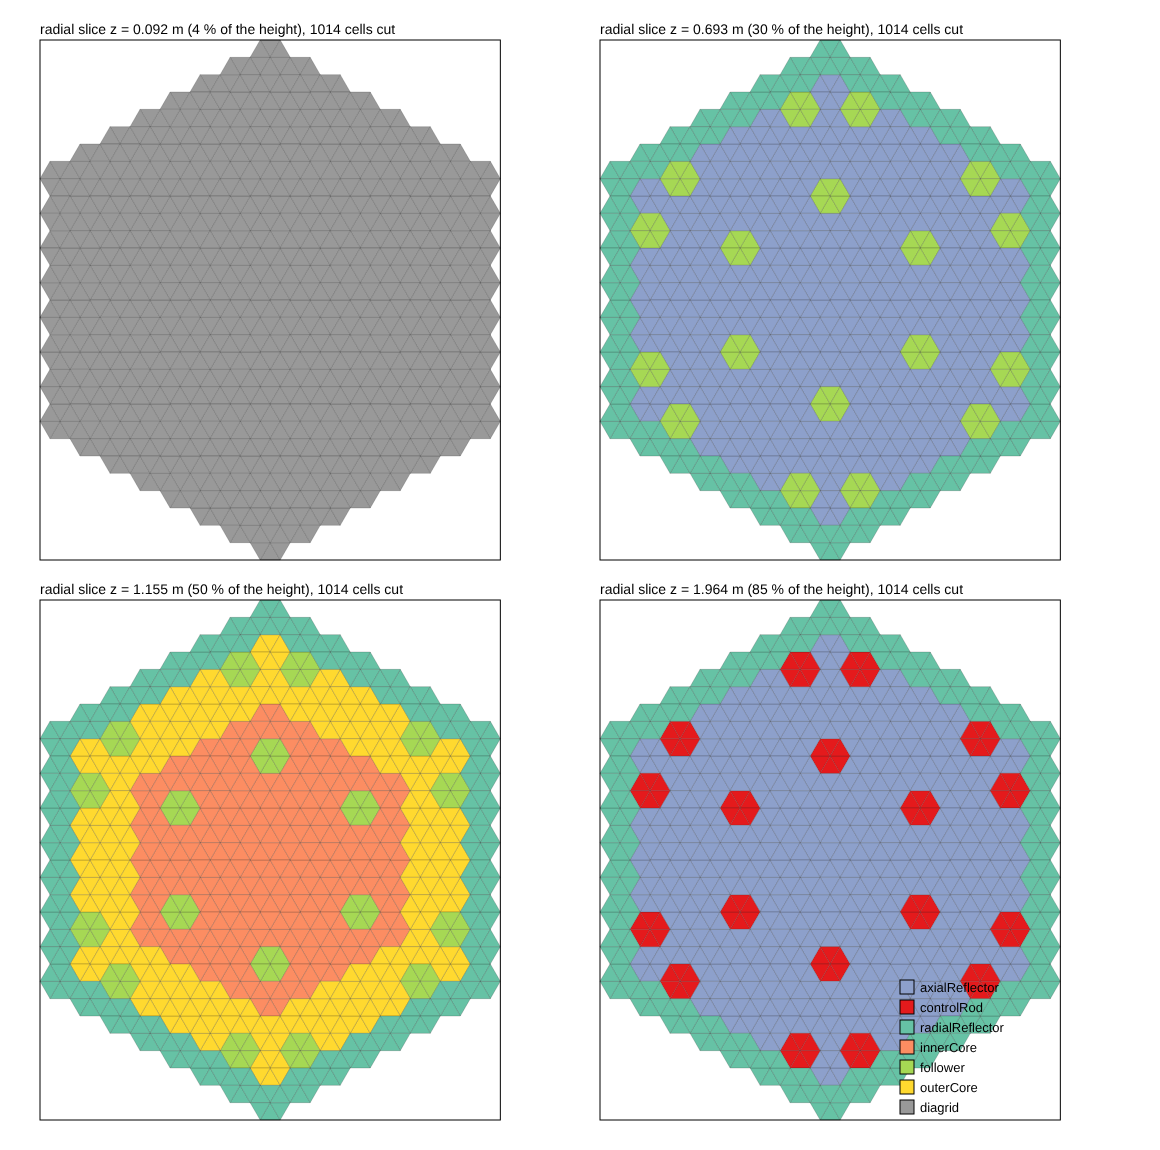 radial slice z = 0.092 m (4 % of the height), 1014 cells cut
radial slice z = 0.693 m (30 % of the height), 1014 cells cut
radial slice z = 1.155 m (50 % of the height), 1014 cells cut
radial slice z = 1.964 m (85 % of the height), 1014 cells cut
axialReflector
controlRod
radialReflector
innerCore
follower
outerCore
diagrid